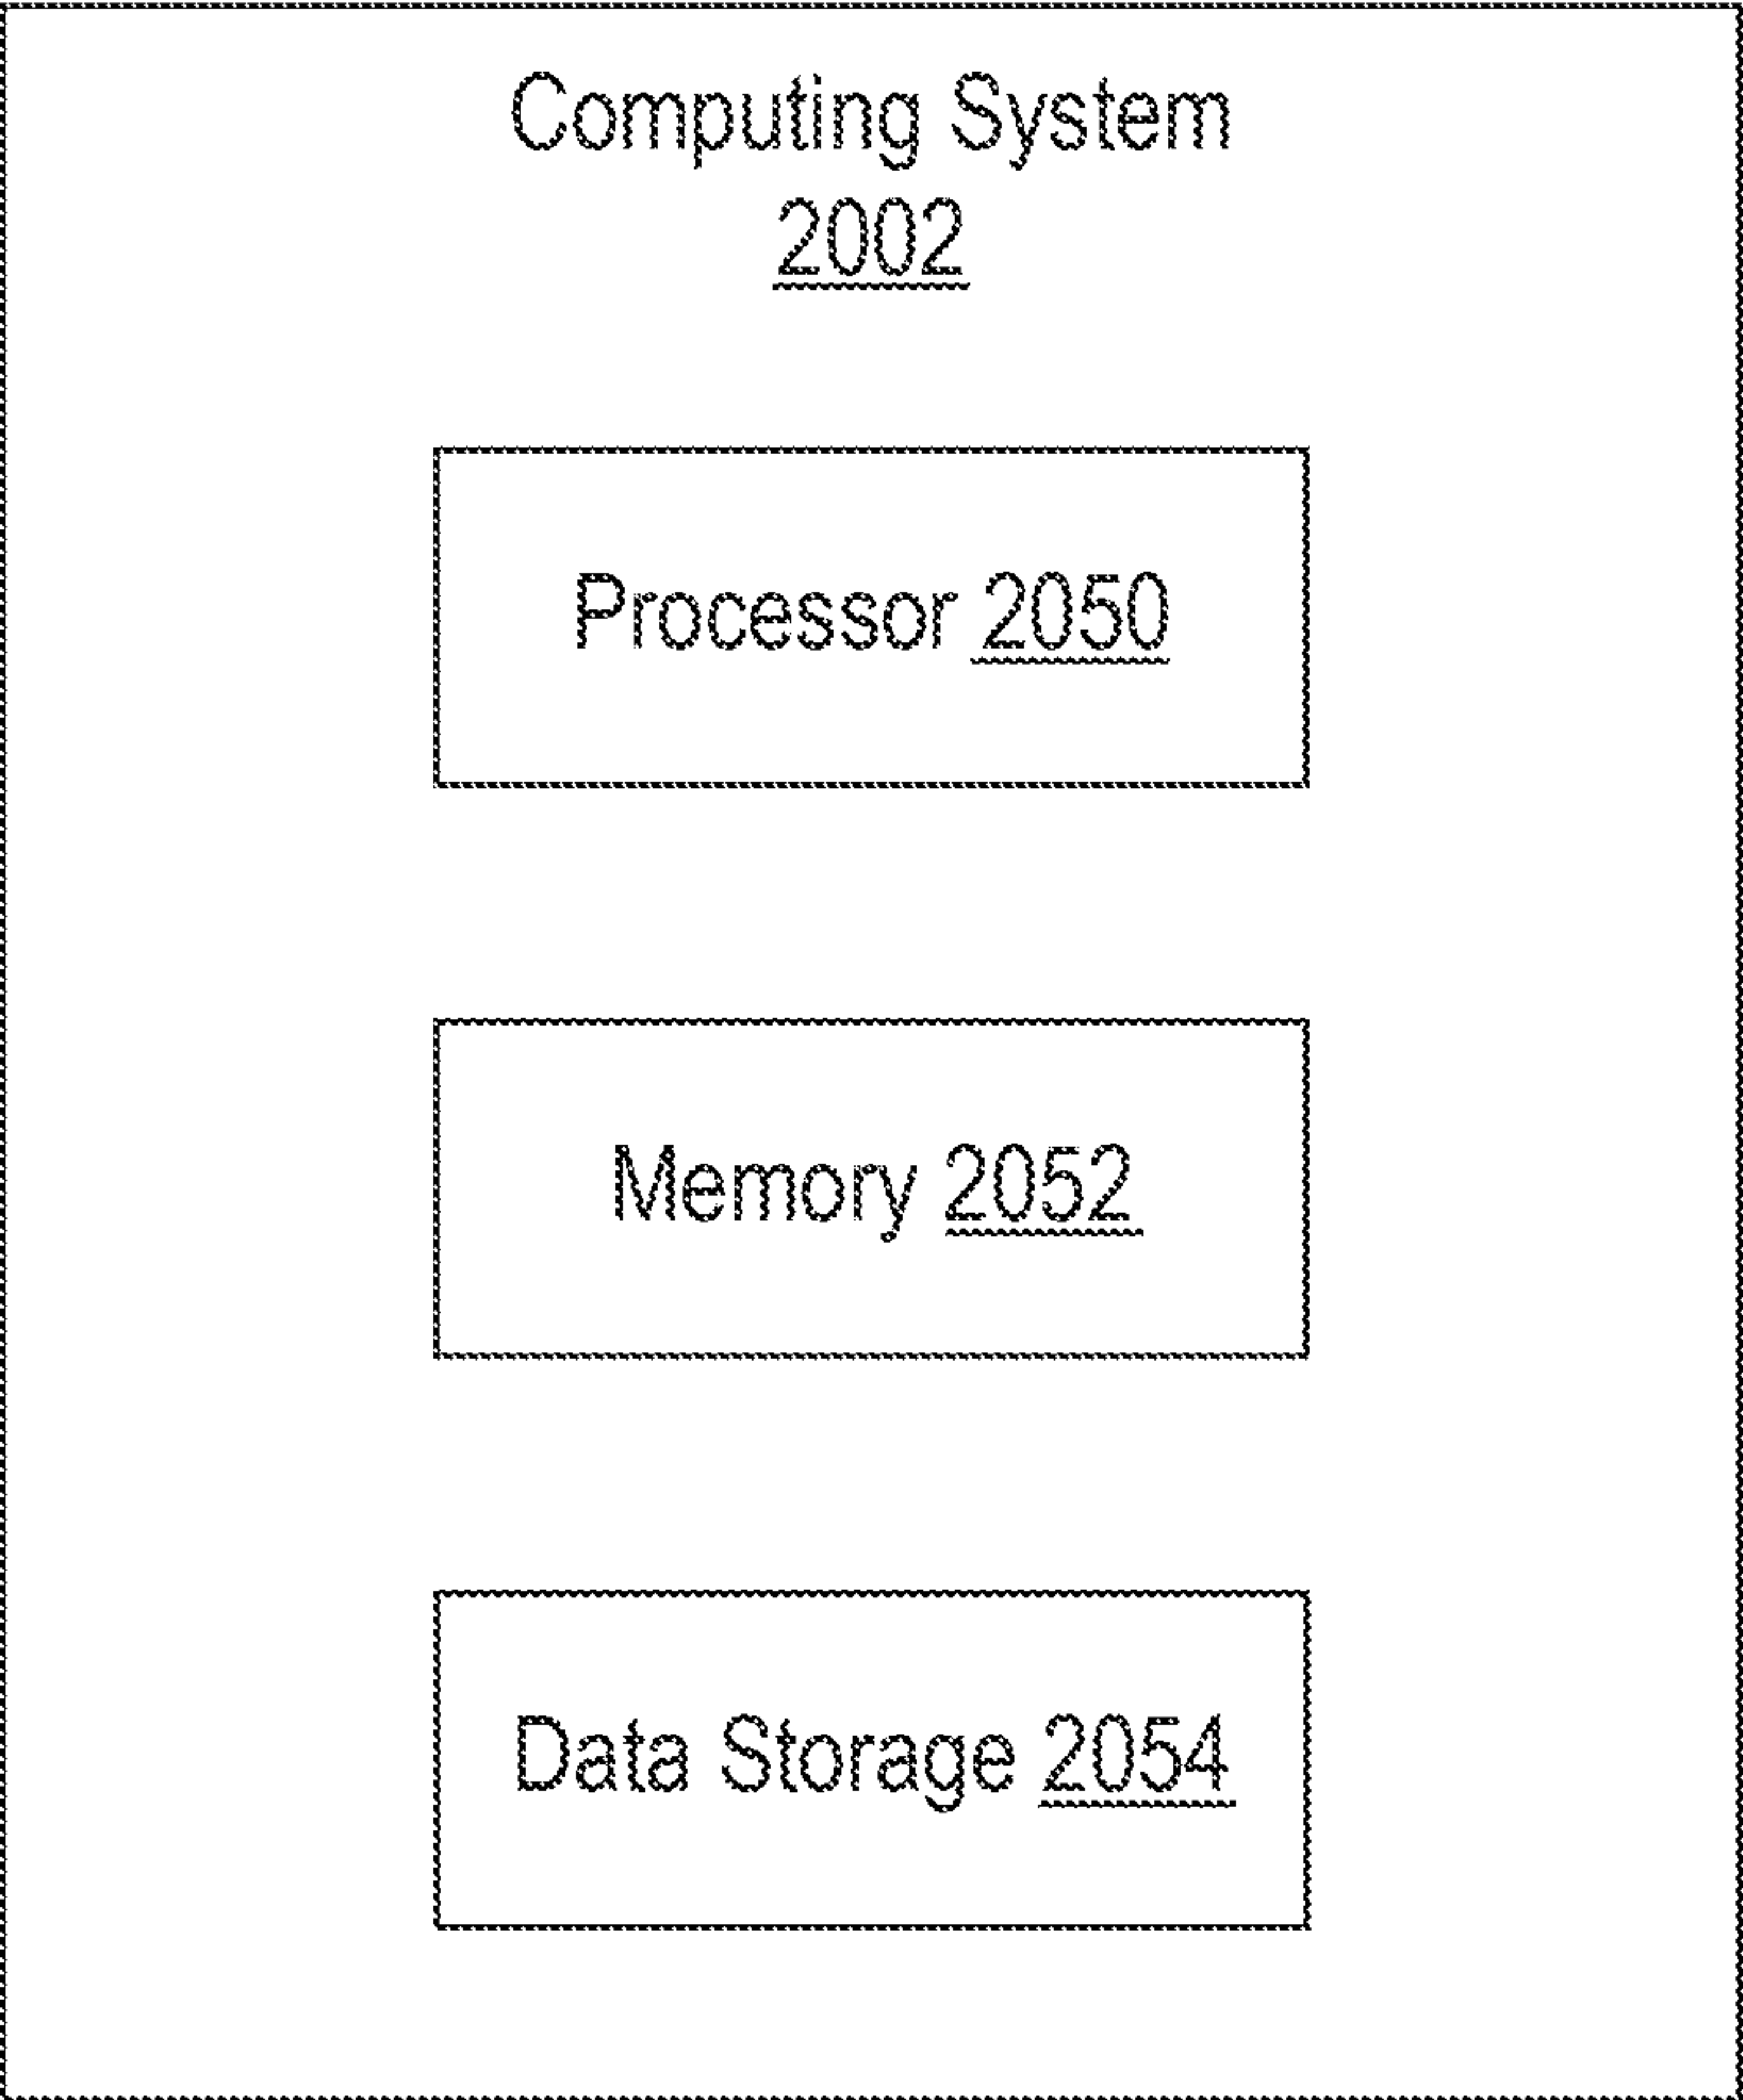 Computing System
2002
Processor 2050
Memory 2052
Data Storage 2054